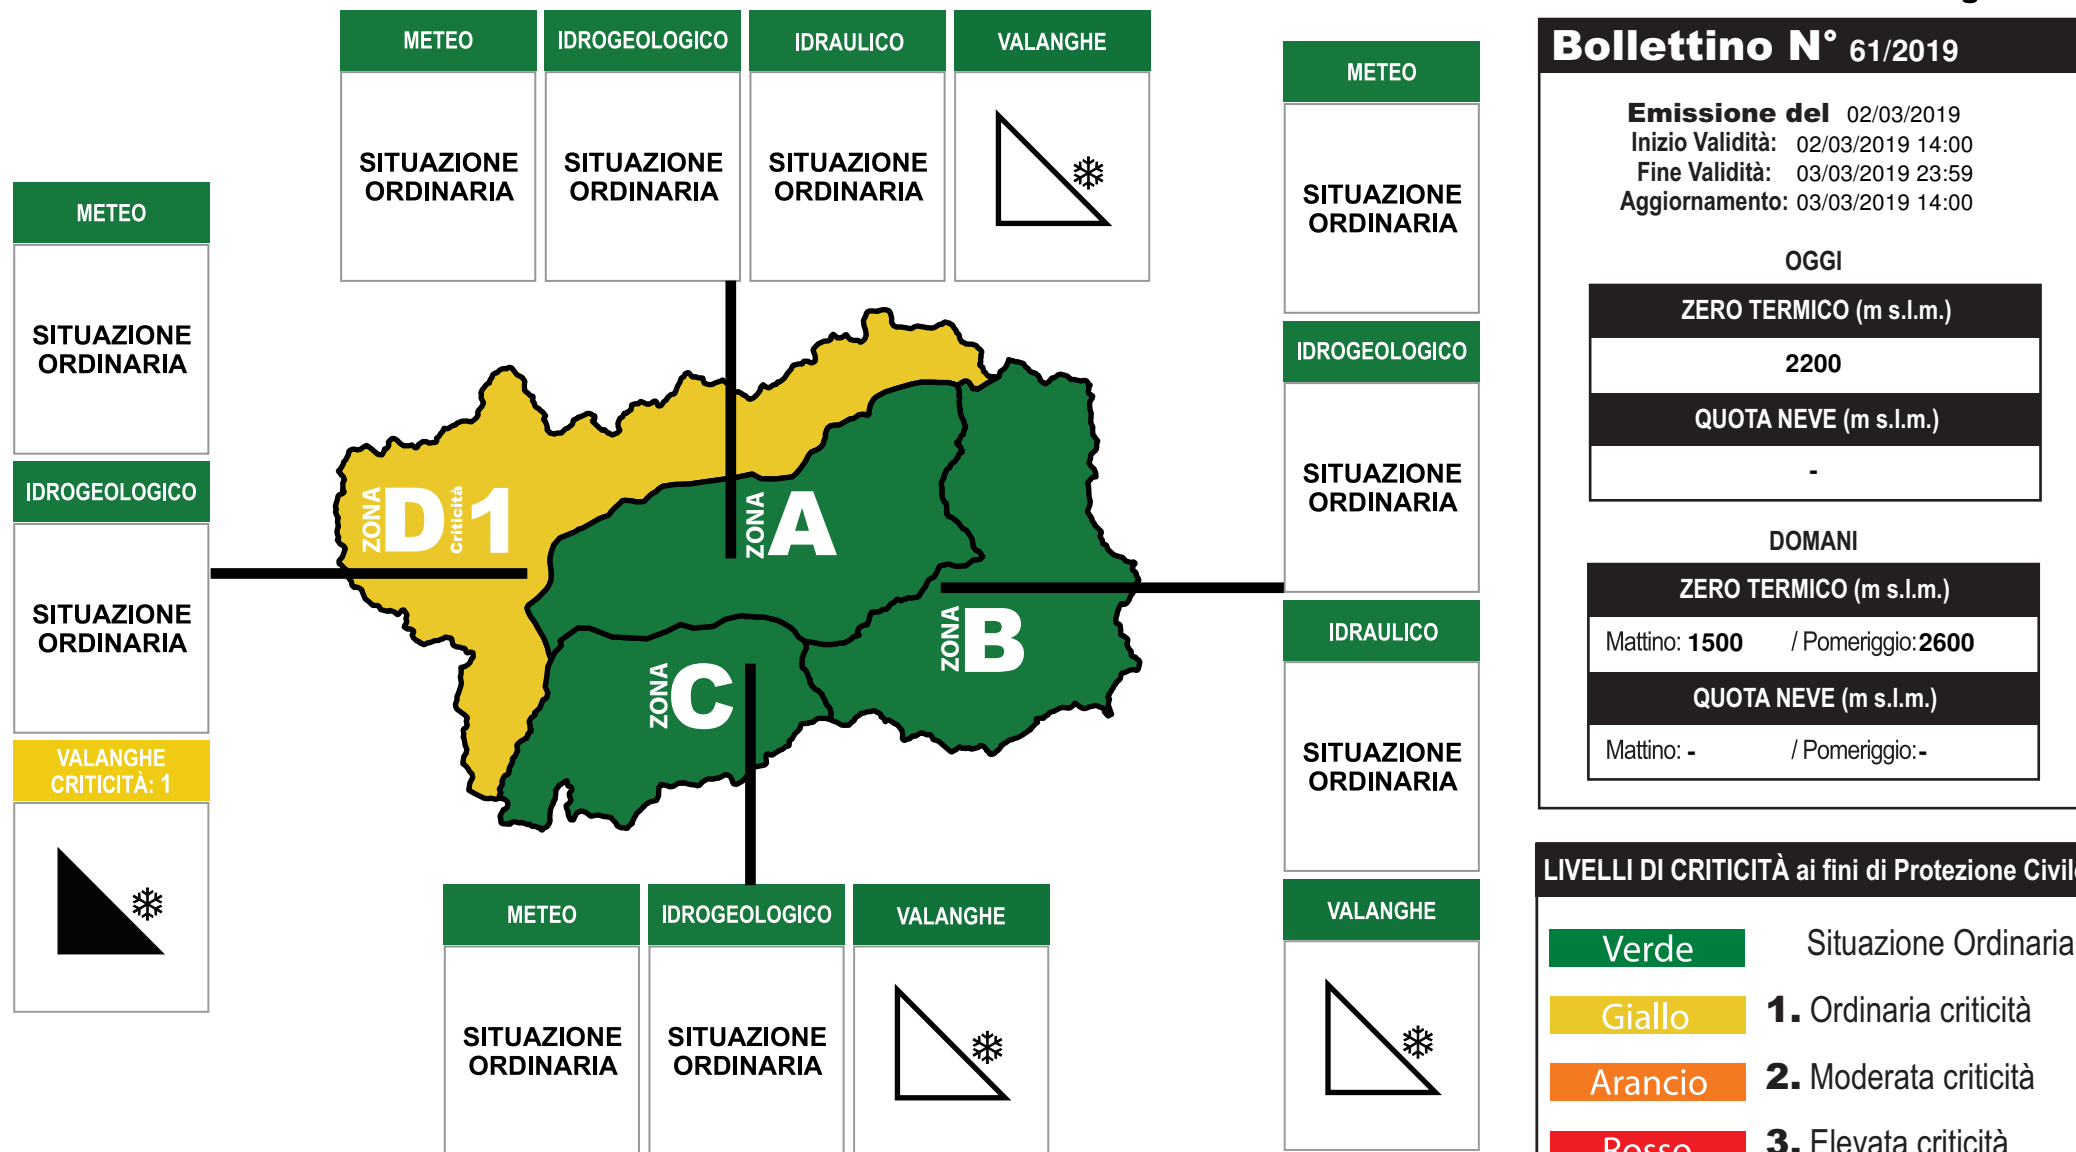 METEO
IDROGEOLOGICO
IDRAULICO
VALANGHE
SITUAZIONE
ORDINARIA
SITUAZIONE
ORDINARIA
SITUAZIONE
ORDINARIA
METEO
SITUAZIONE
ORDINARIA
IDROGEOLOGICO
SITUAZIONE
ORDINARIA
VALANGHE
CRITICITÀ: 1
ZONA D Criticità 1
ZONA A
ZONA B
ZONA C
METEO
SITUAZIONE
ORDINARIA
IDROGEOLOGICO
SITUAZIONE
ORDINARIA
IDRAULICO
SITUAZIONE
ORDINARIA
VALANGHE
METEO
IDROGEOLOGICO
VALANGHE
SITUAZIONE
ORDINARIA
SITUAZIONE
ORDINARIA
Bollettino N° 61/2019
Emissione del 02/03/2019
Inizio Validità: 02/03/2019 14:00
Fine Validità: 03/03/2019 23:59
Aggiornamento: 03/03/2019 14:00
OGGI
ZERO TERMICO (m s.l.m.)
2200
QUOTA NEVE (m s.l.m.)
-
DOMANI
ZERO TERMICO (m s.l.m.)
Mattino: 1500 / Pomeriggio: 2600
QUOTA NEVE (m s.l.m.)
Mattino: - / Pomeriggio: -
LIVELLI DI CRITICITÀ ai fini di Protezione Civile
Verde Situazione Ordinaria
Giallo 1. Ordinaria criticità
Arancio 2. Moderata criticità
Rosso 3. Elevata criticità